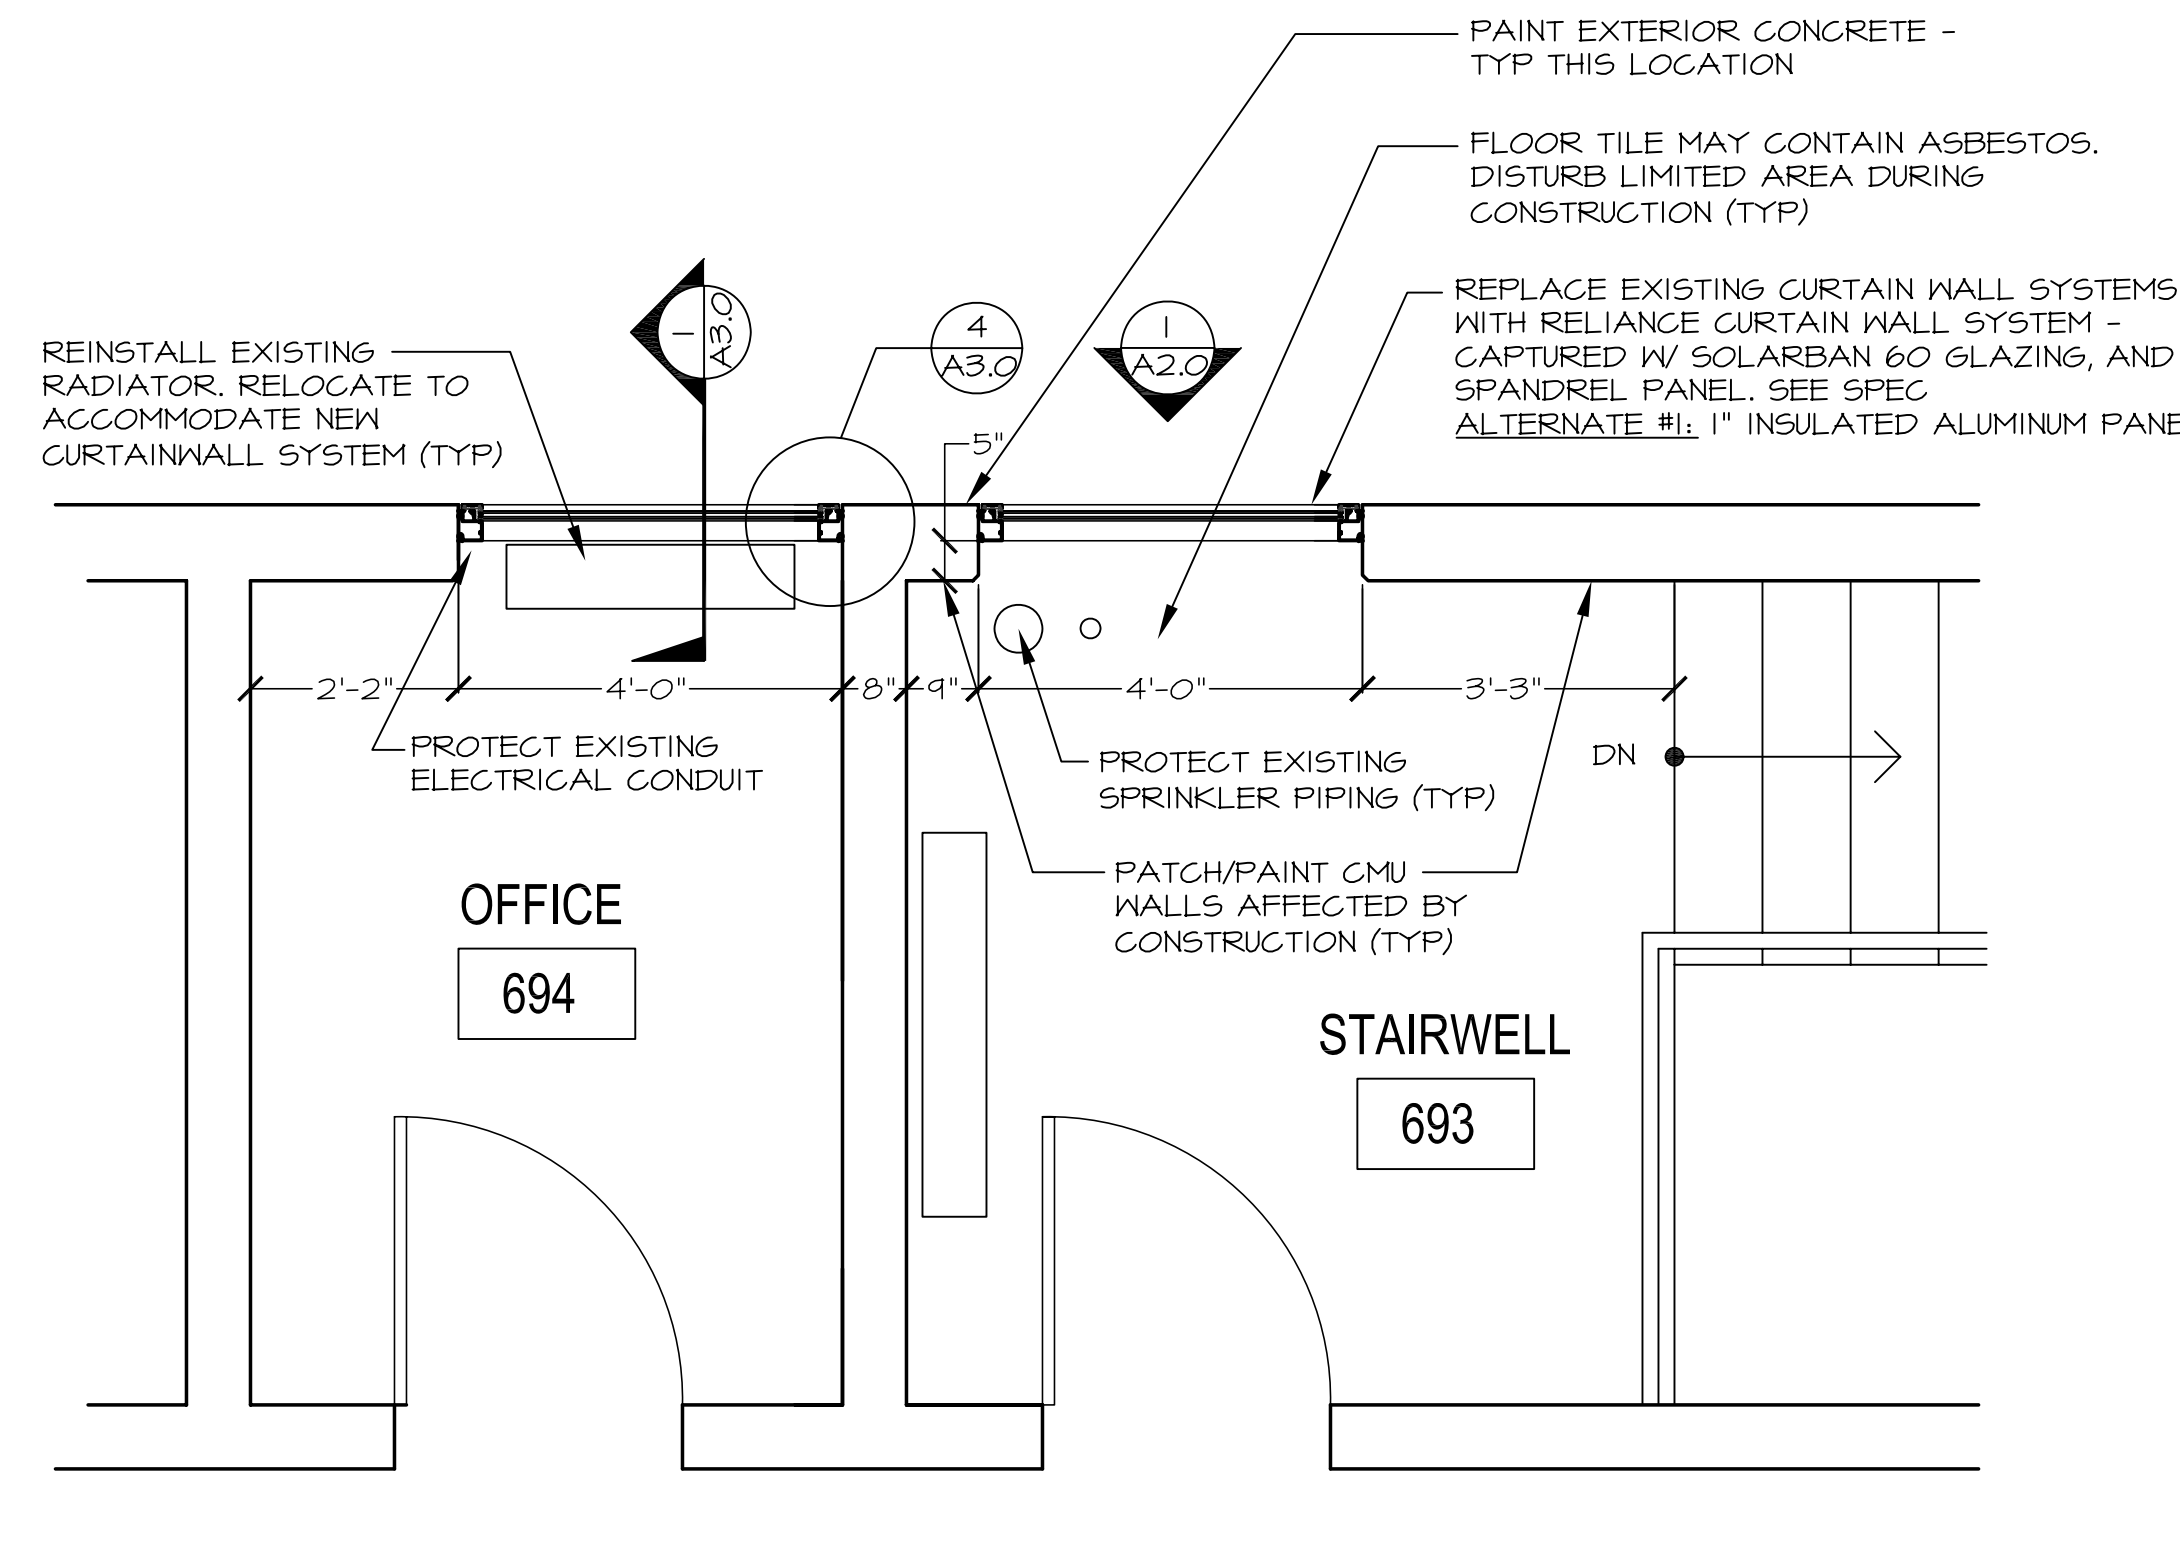 PAINT EXTERIOR CONCRETE -
TYP THIS LOCATION
FLOOR TILE MAY CONTAIN ASBESTOS.
DISTURB LIMITED AREA DURING
CONSTRUCTION (TYP)
REPLACE EXISTING CURTAIN WALL SYSTEMS
WITH RELIANCE CURTAIN WALL SYSTEM -
CAPTURED W/ SOLARBAN 60 GLAZING, AND
SPANDREL PANEL. SEE SPEC
ALTERNATE #1: 1" INSULATED ALUMINUM PANE
REINSTALL EXISTING
RADIATOR. RELOCATE TO
ACCOMMODATE NEW
CURTAINWALL SYSTEM (TYP)
1
A3.0
4
A3.0
1
A2.0
5"
2'-2"
4'-0"
8"
9"
4'-0"
3'-3"
PROTECT EXISTING
ELECTRICAL CONDUIT
PROTECT EXISTING
SPRINKLER PIPING (TYP)
DN
PATCH/PAINT CMU
WALLS AFFECTED BY
CONSTRUCTION (TYP)
OFFICE
694
STAIRWELL
693